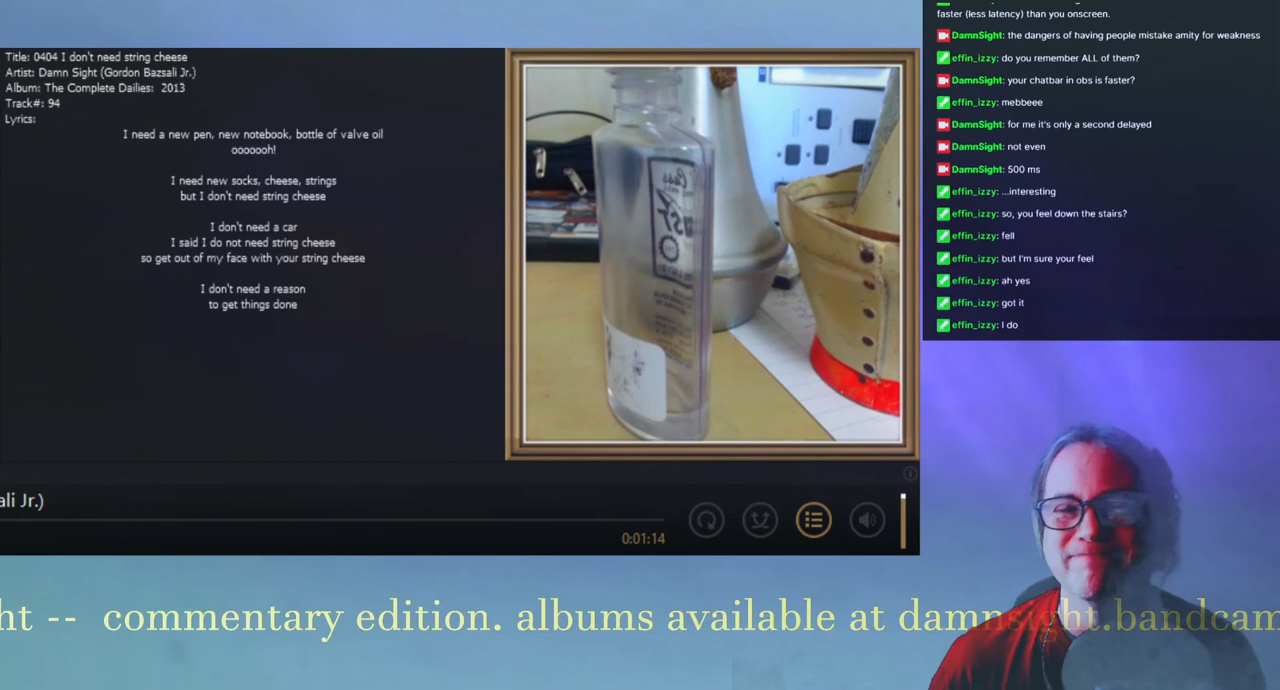 Title: 0404 I don't need string cheese
Artist: Damn Sight (Gordon Bazsali Jr.)
Album: The Complete Dailies:  2013
Track#: 94
Lyrics:
I need a new pen, new notebook, bottle of valve oil
ooooooh!
I need new socks, cheese, strings
but I don't need string cheese
I don't need a car
I said I do not need string cheese
so get out of my face with your string cheese
I don't need a reason
to get things done
ali Jr.)
0:01:14
ht --  commentary edition. albums available at damnsight.bandcam
faster (less latency) than you onscreen.
DamnSight: the dangers of having people mistake amity for weakness
effin_izzy: do you remember ALL of them?
DamnSight: your chatbar in obs is faster?
effin_izzy: mebbeee
DamnSight: for me it's only a second delayed
DamnSight: not even
DamnSight: 500 ms
effin_izzy: ...interesting
effin_izzy: so, you feel down the stairs?
effin_izzy: fell
effin_izzy: but I'm sure your feel
effin_izzy: ah yes
effin_izzy: got it
effin_izzy: I do